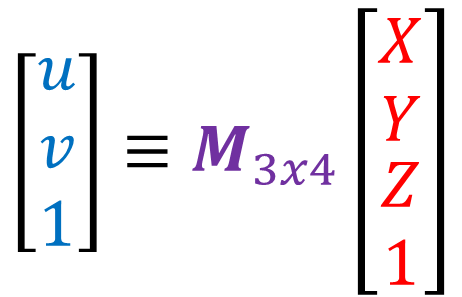 [u v 1] ≡ M3x4 [X Y Z 1]